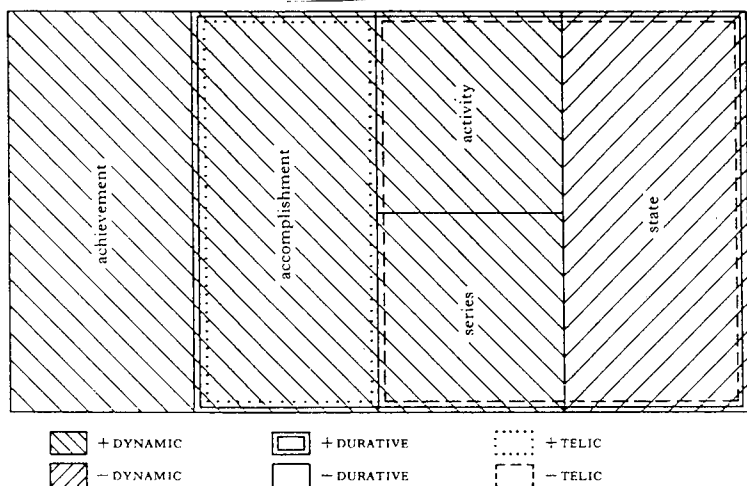 achievement
accomplishment
activity
series
state
+ DYNAMIC
− DYNAMIC
+ DURATIVE
− DURATIVE
+ TELIC
− TELIC